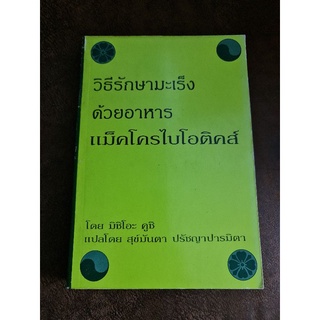 วิธีรักษามะเร็ง
ด้วยอาหาร
แม็คโครไบโอติคส์
โดย มิชิโอะ คูชิ
แปลโดย สุข์มันตา ปรัชญาปารมิตา